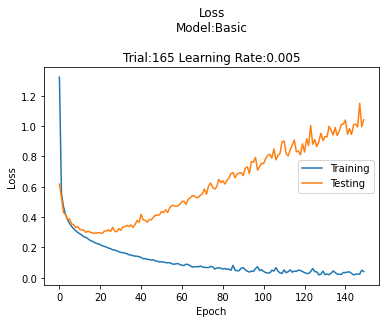 Loss
Model:Basic
Trial:165 Learning Rate:0.005
Loss
1.2
1.0
0.8
0.6
0.4
0.2
0.0
Training
Testing
0 20 40 60 80 100 120 140
Epoch